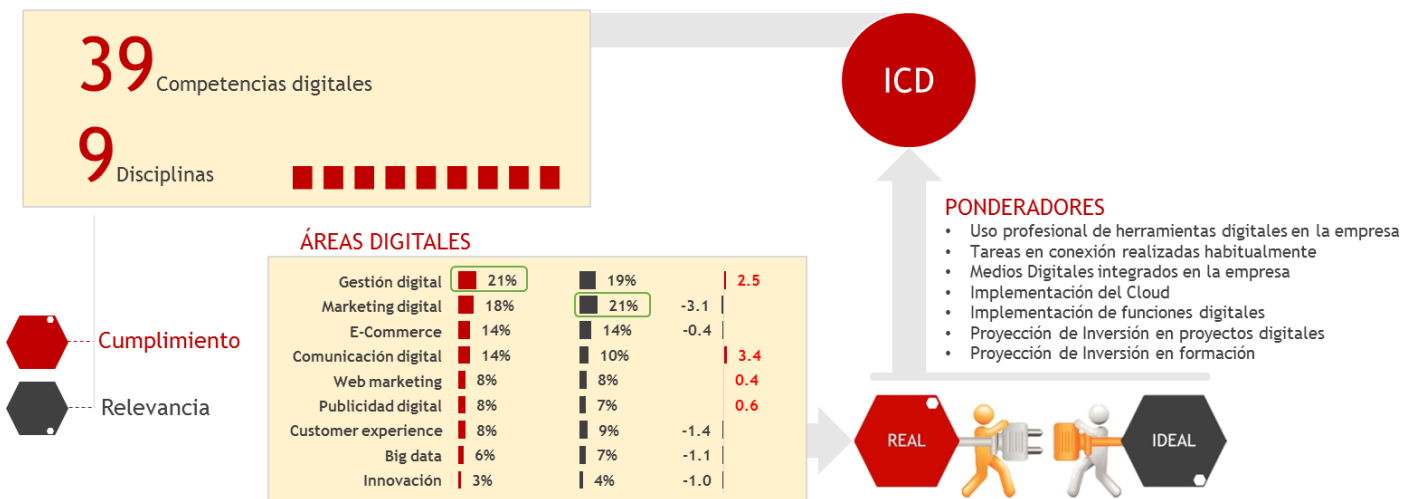 39 Competencias digitales
9 Disciplinas
ICD
PONDERADORES
• Uso profesional de herramientas digitales en la empresa
• Tareas en conexión realizadas habitualmente
• Medios Digitales integrados en la empresa
• Implementación del Cloud
• Implementación de funciones digitales
• Proyección de Inversión en proyectos digitales
• Proyección de Inversión en formación
ÁREAS DIGITALES
Gestión digital 21% 19% 2.5
Marketing digital 18% 21% -3.1
E-Commerce 14% 14% -0.4
Comunicación digital 14% 10% 3.4
Web marketing 8% 8% 0.4
Publicidad digital 8% 7% 0.6
Customer experience 8% 9% -1.4
Big data 6% 7% -1.1
Innovación 3% 4% -1.0
Cumplimiento
Relevancia
REAL
IDEAL